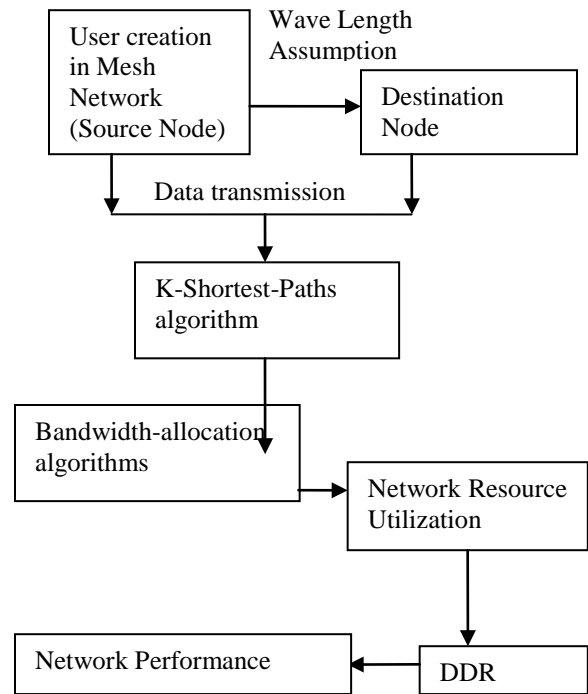 User creation
in Mesh
Network
(Source Node)
Wave Length
Assumption
Destination
Node
Data transmission
K-Shortest-Paths
algorithm
Bandwidth-allocation
algorithms
Network Resource
Utilization
Network Performance
DDR